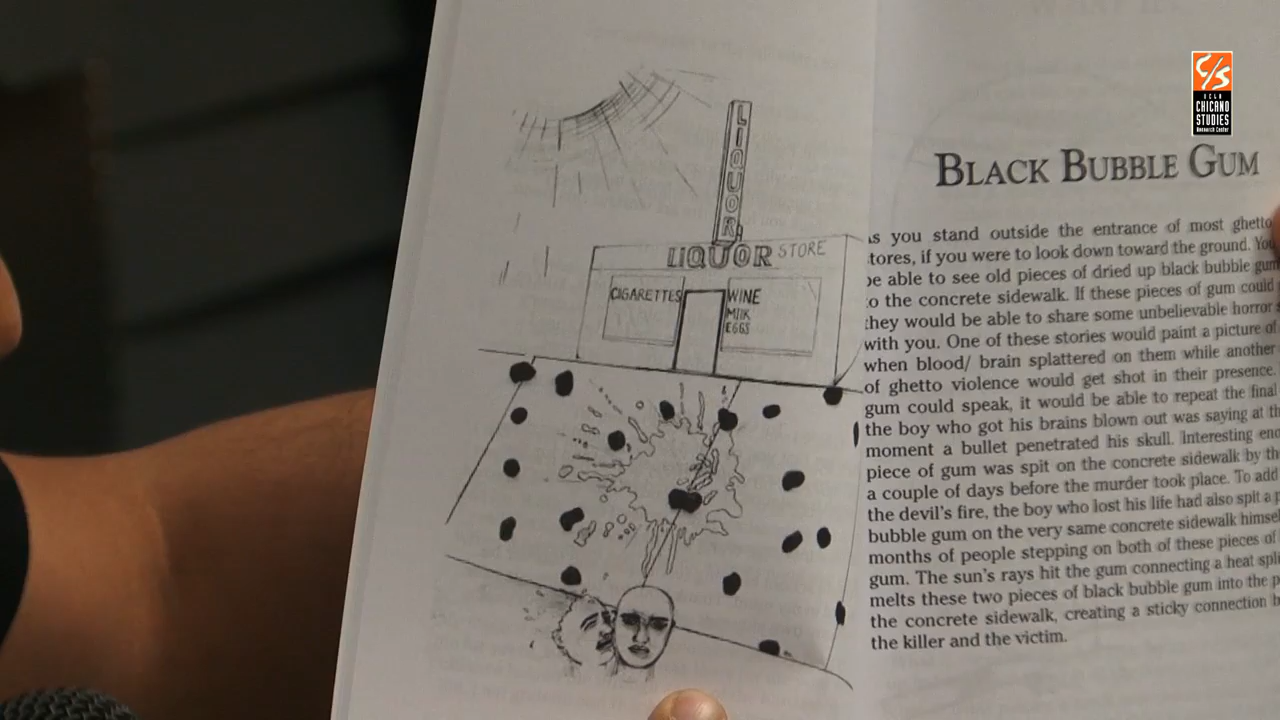 C/S
UCLA
CHICANO
STUDIES
Research Center
LIQUOR
LIQUOR STORE
CIGARETTES
WINE
MILK
EGGS
BLACK BUBBLE GUM
you stand outside the entrance of most ghetto
if you were to look down toward the ground.
be able to see old pieces of dried up black bubble gum
the concrete sidewalk. If these pieces of gum could
they would be able to share some unbelievable horror
with you. One of these stories would paint a picture of
when blood/ brain splattered on them while another
of ghetto violence would get shot in their presence.
gum could speak, it would be able to repeat the final
the boy who got his brains blown out was saying at
moment a bullet penetrated his skull. Interesting
piece of gum was spit on the concrete sidewalk by
a couple of days before the murder took place. To add
the devil's fire, the boy who lost his life had also spit a
bubble gum on the very same concrete sidewalk
months of people stepping on both of these pieces of
gum. The sun's rays hit the gum connecting a heat
melts these two pieces of black bubble gum into the
the concrete sidewalk, creating a sticky connection
the killer and the victim.